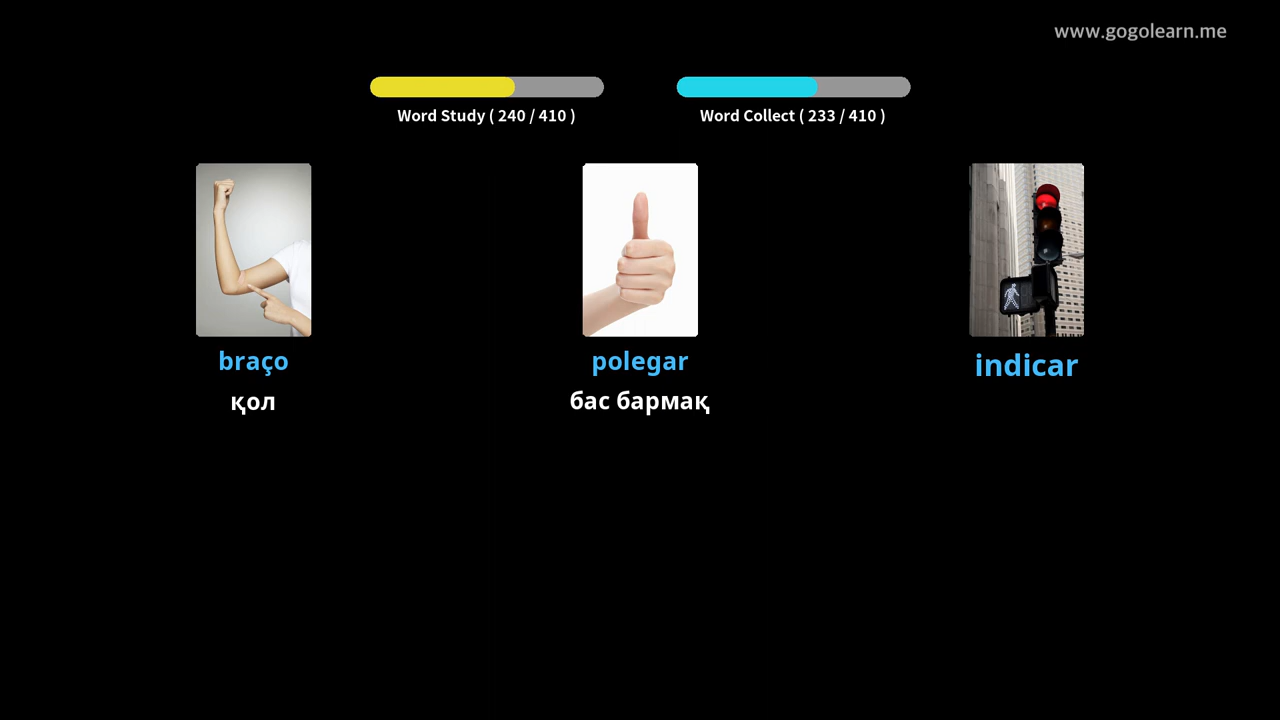 www.gogolearn.me
Word Study ( 240 / 410 )
Word Collect ( 233 / 410 )
braço
polegar
indicar
қол
бас бармақ